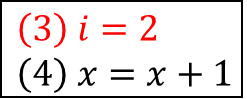 (3) i = 2
(4) x = x + 1